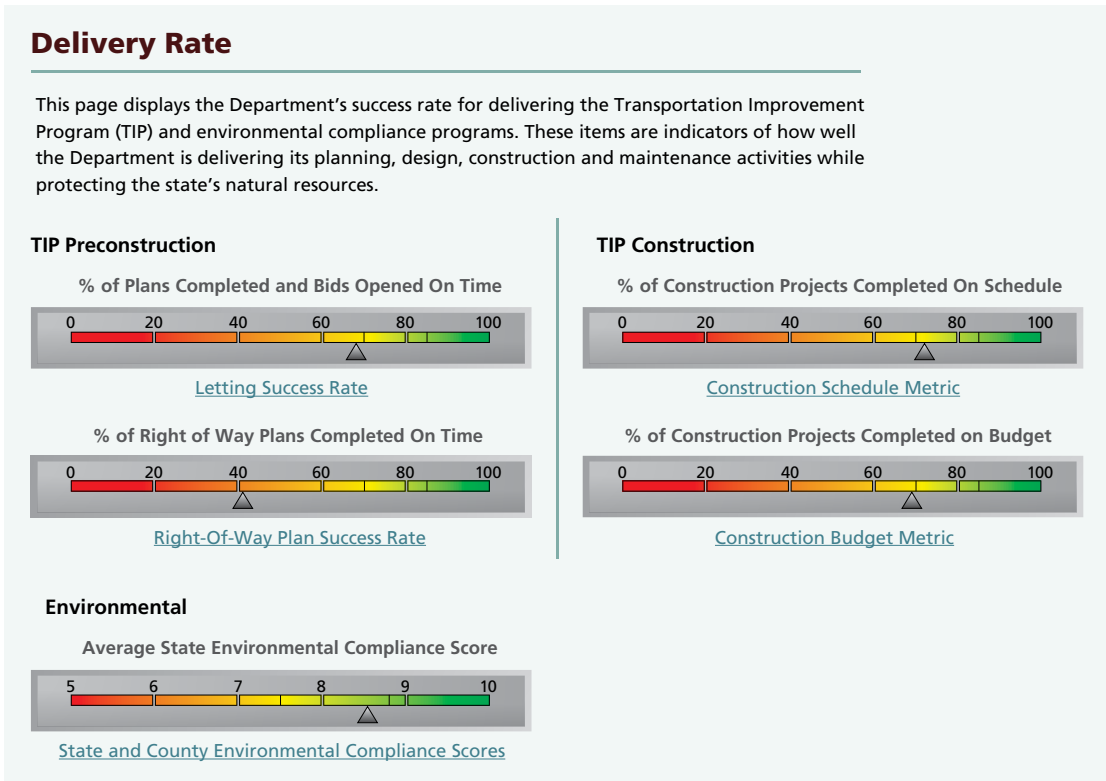 Delivery Rate
This page displays the Department’s success rate for delivering the Transportation Improvement
Program (TIP) and environmental compliance programs. These items are indicators of how well
the Department is delivering its planning, design, construction and maintenance activities while
protecting the state’s natural resources.
TIP Preconstruction
% of Plans Completed and Bids Opened On Time
0 20 40 60 80 100
Letting Success Rate
% of Right of Way Plans Completed On Time
0 20 40 60 80 100
Right-Of-Way Plan Success Rate
TIP Construction
% of Construction Projects Completed On Schedule
0 20 40 60 80 100
Construction Schedule Metric
% of Construction Projects Completed on Budget
0 20 40 60 80 100
Construction Budget Metric
Environmental
Average State Environmental Compliance Score
5 6 7 8 9 10
State and County Environmental Compliance Scores